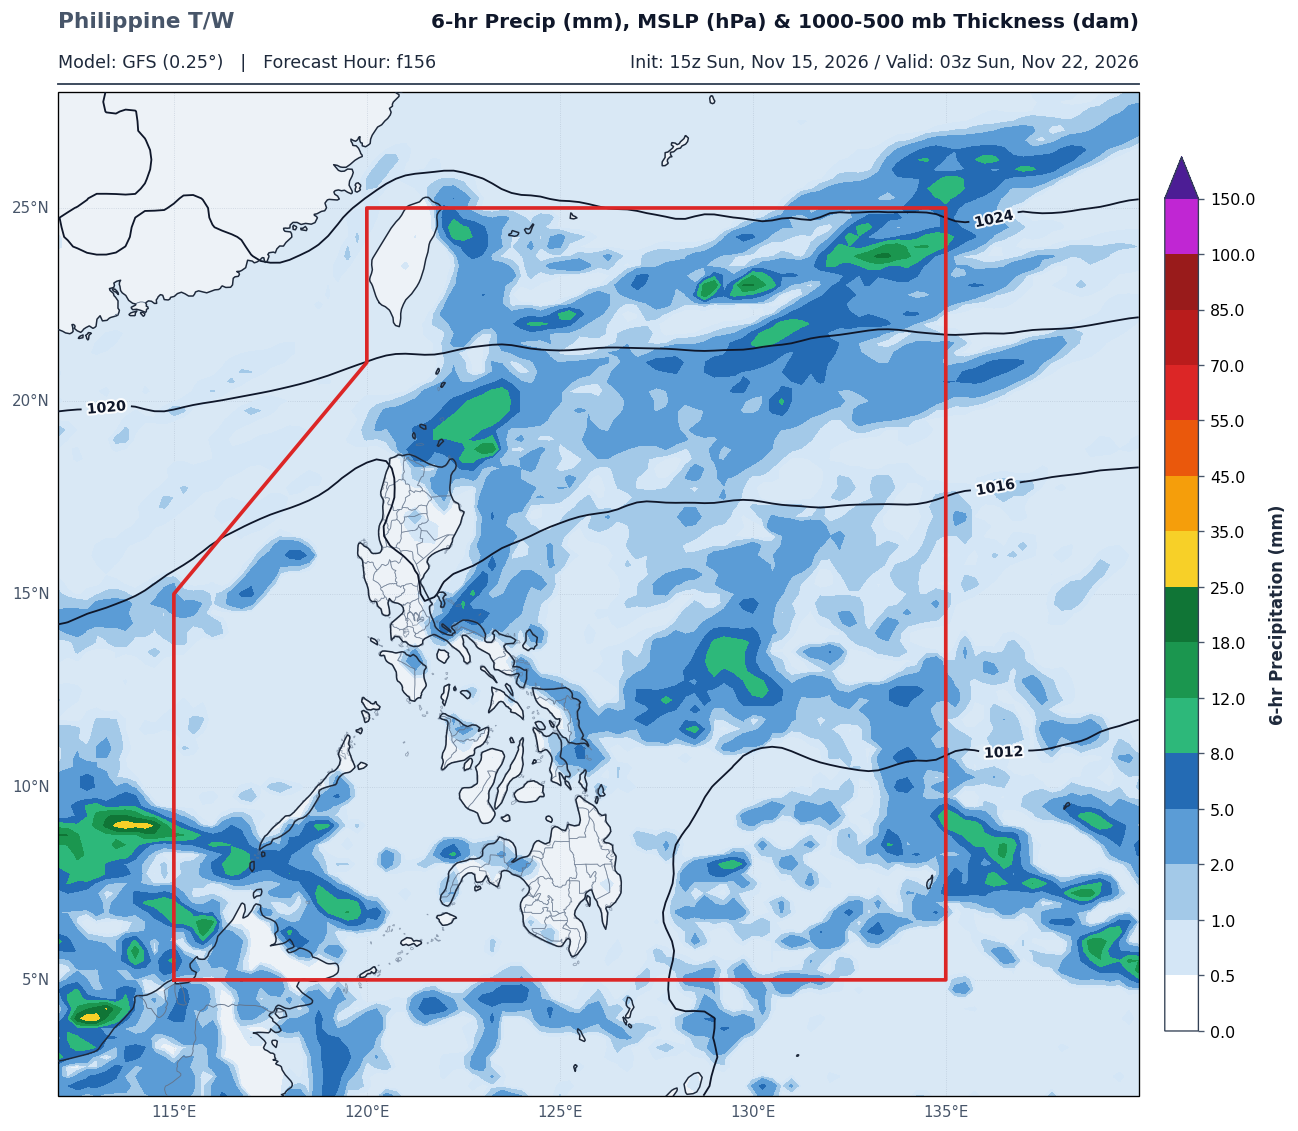 Philippine T/W
6-hr Precip (mm), MSLP (hPa) & 1000-500 mb Thickness (dam)
Model: GFS (0.25°) | Forecast Hour: f156
Init: 15z Sun, Nov 15, 2026 / Valid: 03z Sun, Nov 22, 2026
25°N
20°N
15°N
10°N
5°N
115°E
120°E
125°E
130°E
135°E
1024
1020
1016
1012
150.0
100.0
85.0
70.0
55.0
45.0
35.0
25.0
18.0
12.0
8.0
5.0
2.0
1.0
0.5
0.0
6-hr Precipitation (mm)